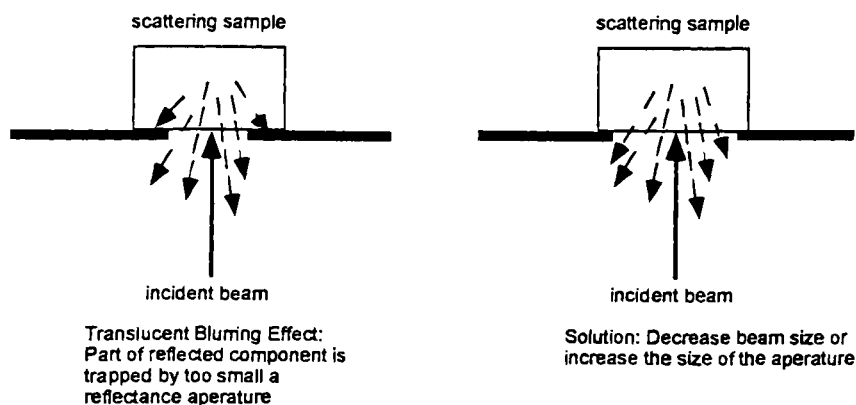 scattering sample
incident beam
Translucent Blurring Effect:
Part of reflected component is
trapped by too small a
reflectance aperature
scattering sample
incident beam
Solution: Decrease beam size or
increase the size of the aperature